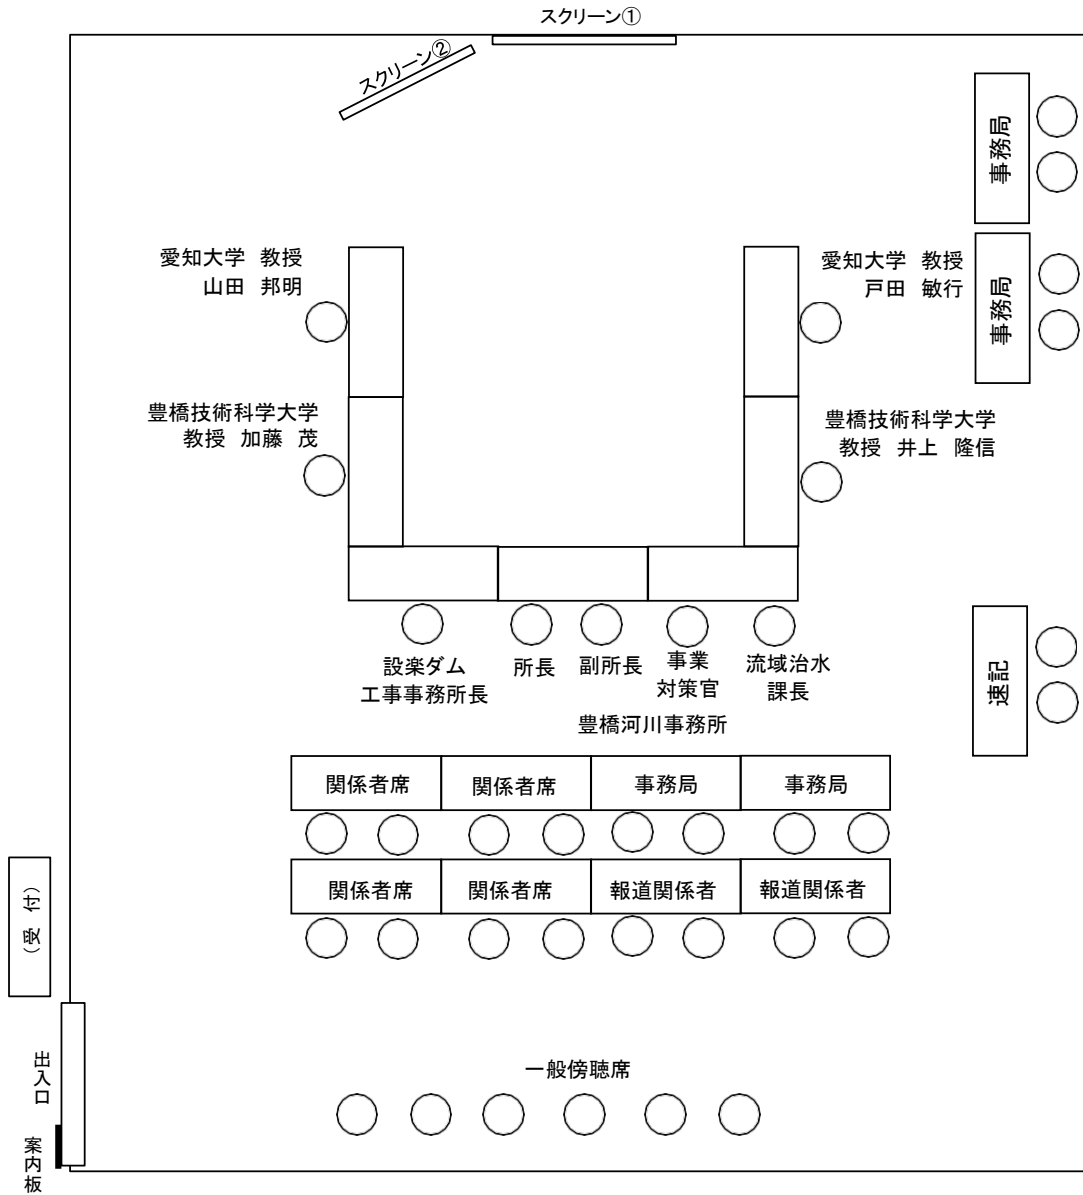 スクリーン①
スクリーン②
事務局
事務局
愛知大学 教授
山田 邦明
愛知大学 教授
戸田 敏行
豊橋技術科学大学
教授 加藤 茂
豊橋技術科学大学
教授 井上 隆信
設楽ダム
工事事務所長
所長
副所長
事業
対策官
流域治水
課長
豊橋河川事務所
速記
関係者席
関係者席
事務局
事務局
関係者席
関係者席
報道関係者
報道関係者
(受 付)
出入口
案内板
一般傍聴席